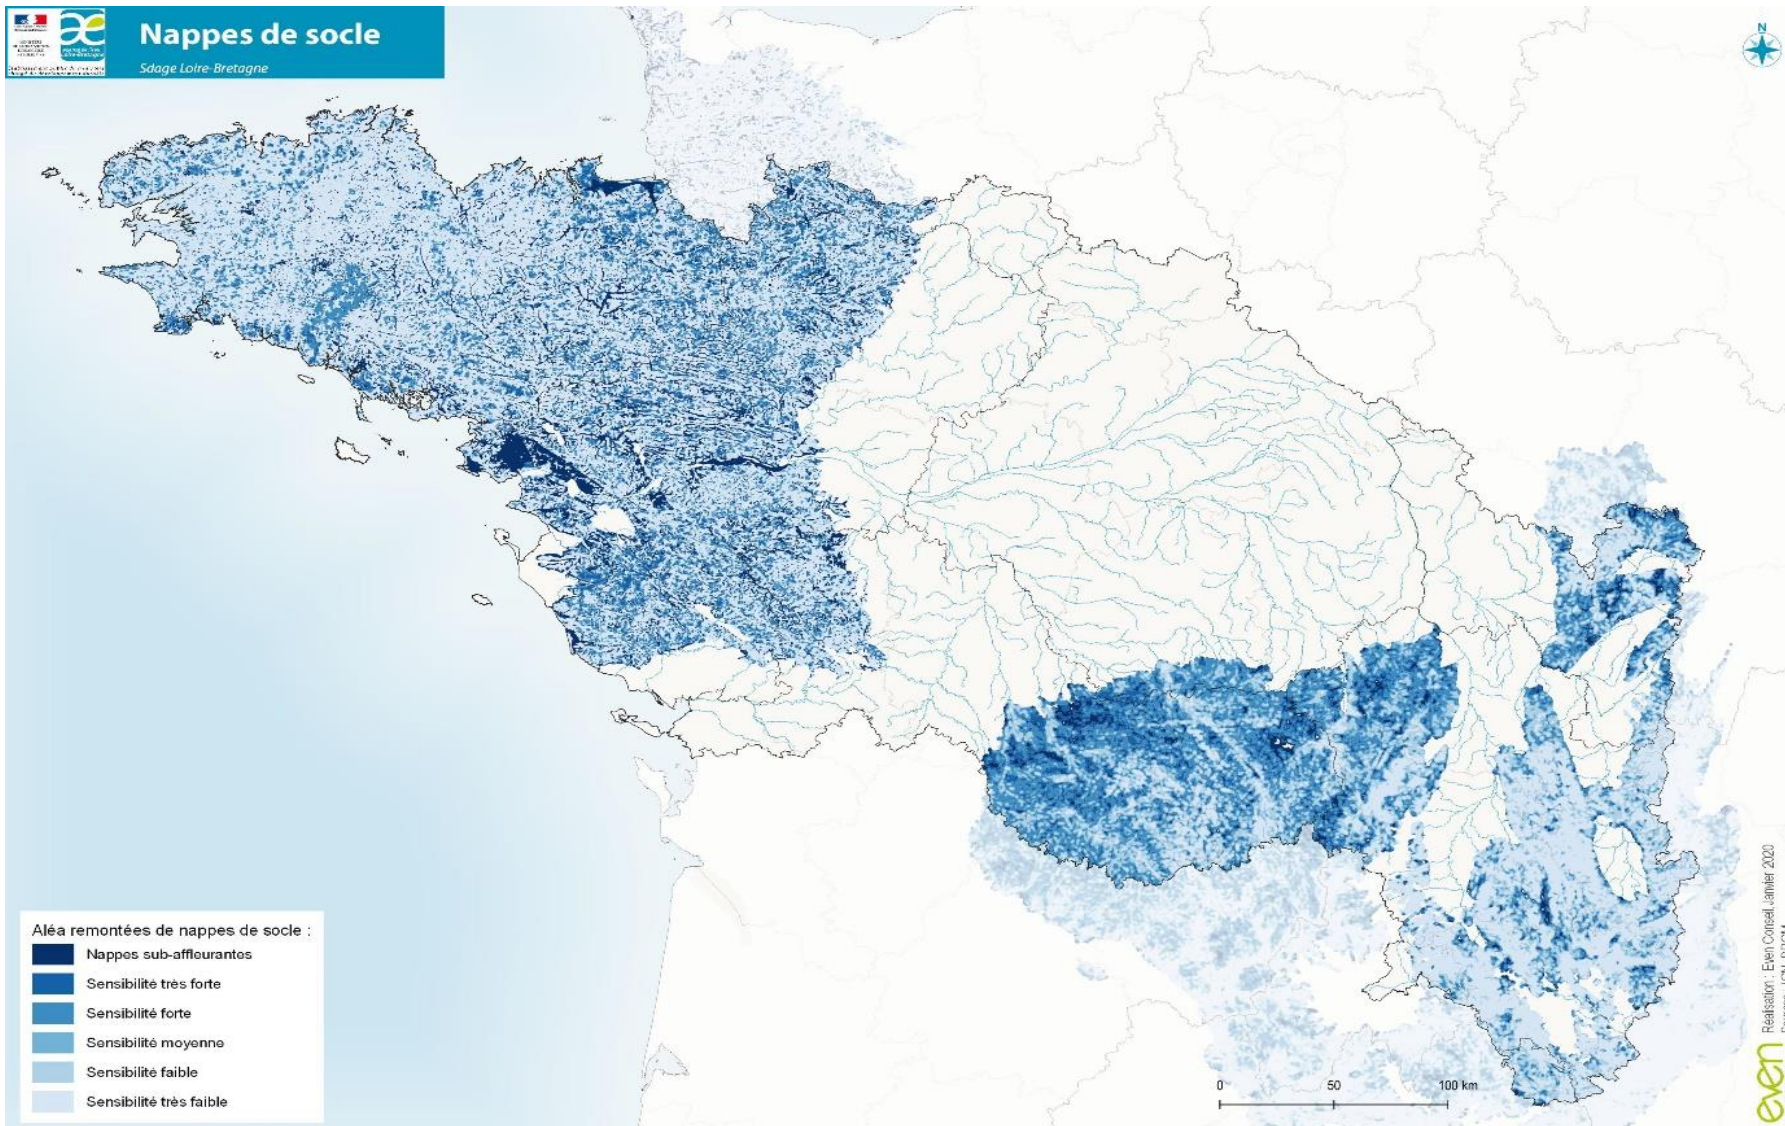 Nappes de socle
Sdage Loire-Bretagne
N
Aléa remontées de nappes de socle :
Nappes sub-affleurantes
Sensibilité très forte
Sensibilité forte
Sensibilité moyenne
Sensibilité faible
Sensibilité très faible
0 50 100 km
even
Réalisation : Even Conseil, Janvier 2020